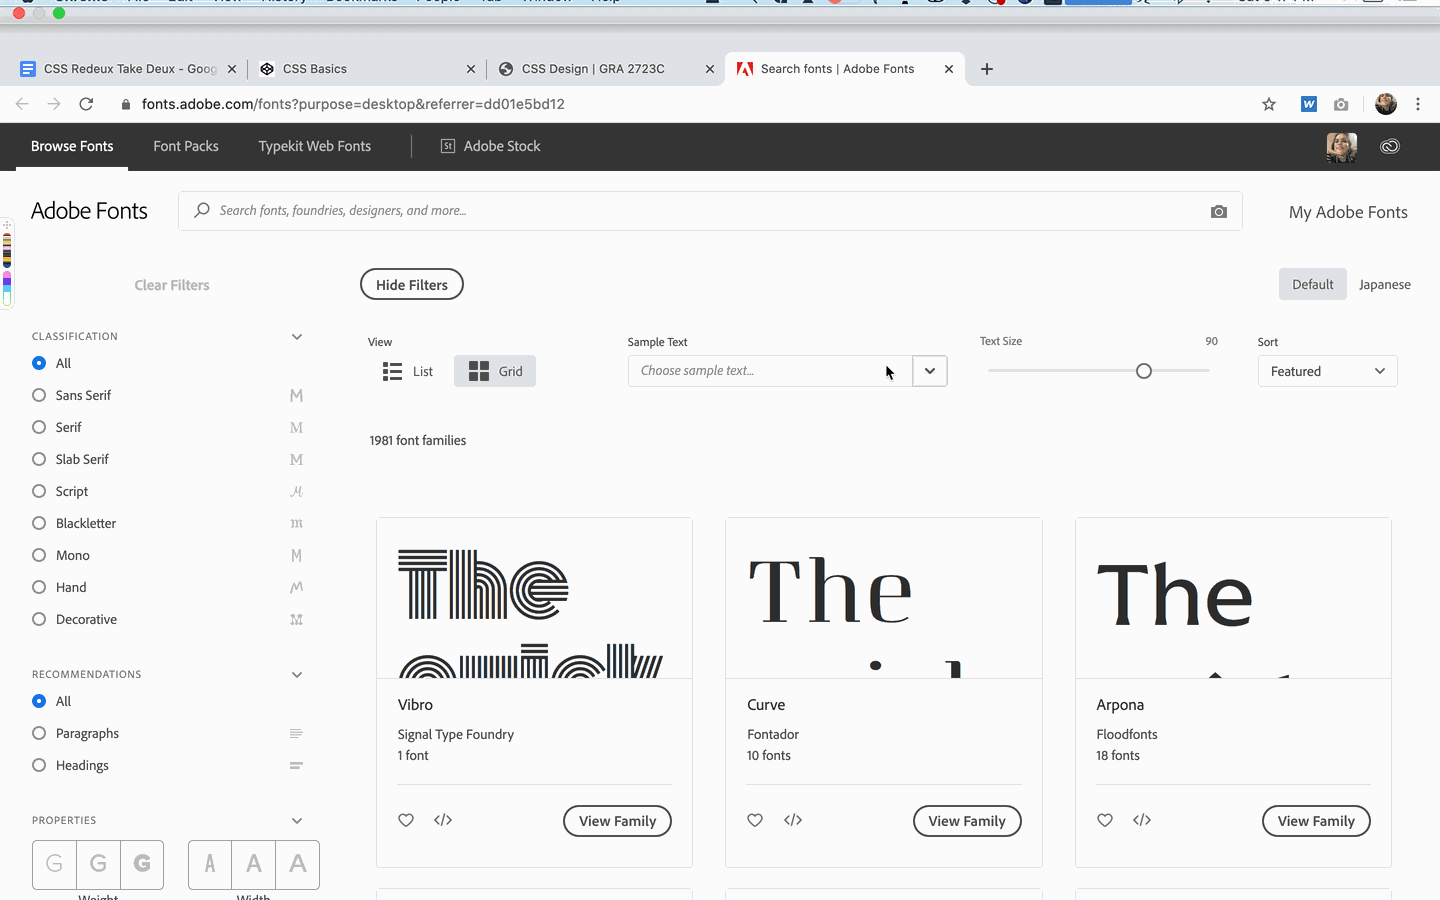 CSS Redeux Take Deux - Goog
CSS Basics
CSS Design | GRA 2723C
Search fonts | Adobe Fonts
fonts.adobe.com/fonts?purpose=desktop&referrer=dd01e5bd12
W
Browse Fonts
Font Packs
Typekit Web Fonts
St
Adobe Stock
Adobe Fonts
Search fonts, foundries, designers, and more...
My Adobe Fonts
Clear Filters
Hide Filters
Default
Japanese
CLASSIFICATION
All
Sans Serif M
Serif M
Slab Serif M
Script M
Blackletter m
Mono M
Hand M
Decorative M
RECOMMENDATIONS
All
Paragraphs
Headings
PROPERTIES
G G G
A A A
Weight
Width
View
List
Grid
Sample Text
Choose sample text...
Text Size 90
Sort
Featured
1981 font families
The
quick
Vibro
Signal Type Foundry
1 font
</>
View Family
The
Curve
Fontador
10 fonts
</>
View Family
The
Arpona
Floodfonts
18 fonts
</>
View Family